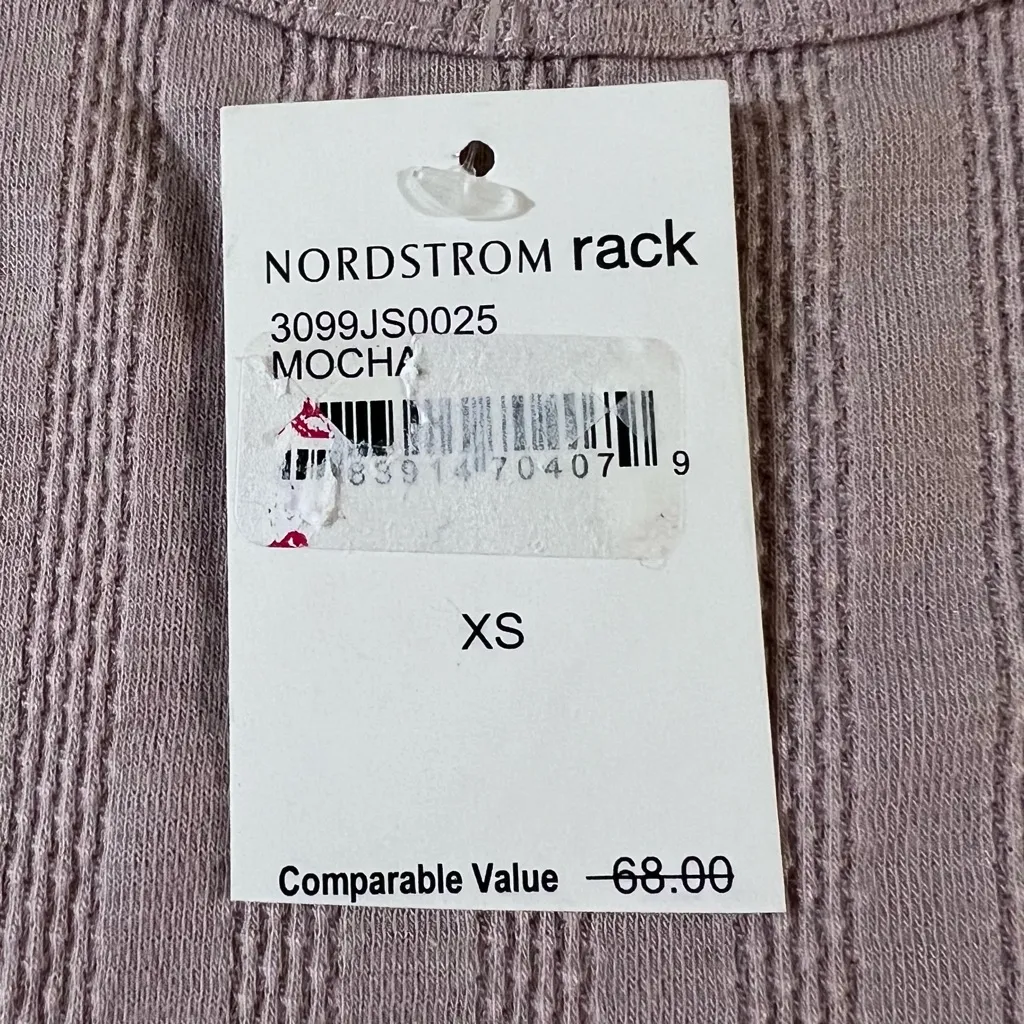 NORDSTROM rack
3099JS0025
MOCHA
83914 70407 9
XS
Comparable Value 68.00